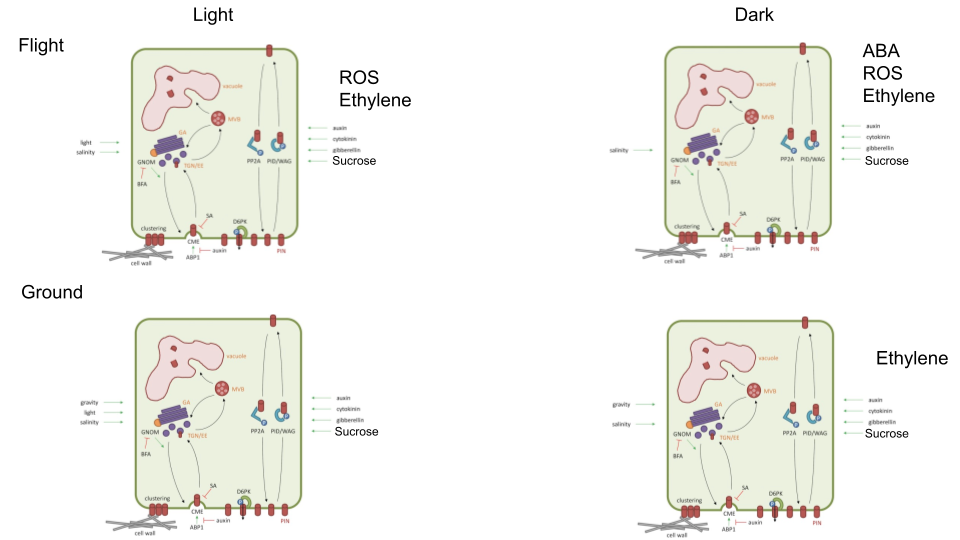 Light
Dark
Flight
ROS
Ethylene
vacuole
MVB
GA
light
salinity
GNOM
TGN/EE
BFA
PP2A
PID/WAG
P
P
auxin
cytokinin
gibberellin
Sucrose
SA
D6PK
P
clustering
CME
ABP1
auxin
PIN
cell wall
ABA
ROS
Ethylene
vacuole
MVB
GA
salinity
GNOM
TGN/EE
BFA
PP2A
PID/WAG
P
P
auxin
cytokinin
gibberellin
Sucrose
SA
D6PK
P
clustering
CME
ABP1
auxin
PIN
cell wall
Ground
vacuole
MVB
GA
gravity
light
salinity
GNOM
TGN/EE
BFA
PP2A
PID/WAG
P
P
auxin
cytokinin
gibberellin
Sucrose
SA
D6PK
P
clustering
CME
ABP1
auxin
PIN
cell wall
Ethylene
vacuole
MVB
GA
gravity
salinity
GNOM
TGN/EE
BFA
PP2A
PID/WAG
P
P
auxin
cytokinin
gibberellin
Sucrose
SA
D6PK
P
clustering
CME
ABP1
auxin
PIN
cell wall